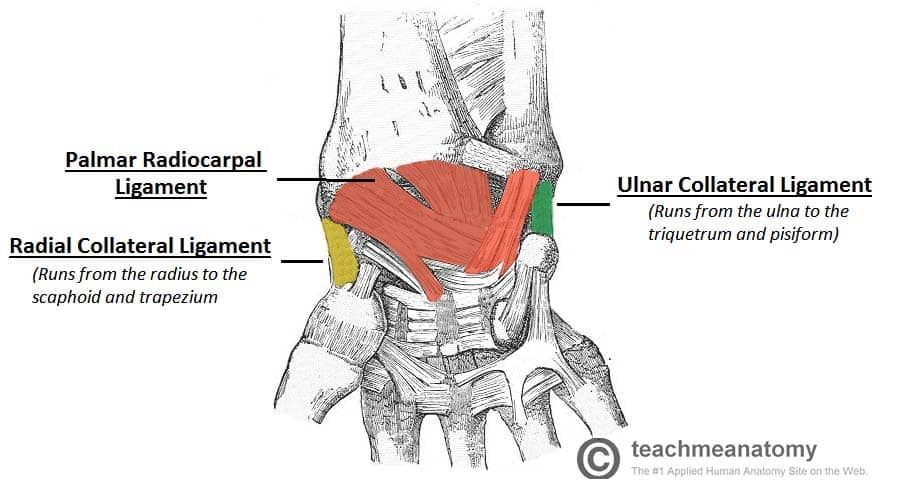 Palmar Radiocarpal
Ligament
Radial Collateral Ligament
(Runs from the radius to the
scaphoid and trapezium
Ulnar Collateral Ligament
(Runs from the ulna to the
triquetrum and pisiform)
© teachmeanatomy
The #1 Applied Human Anatomy Site on the Web.